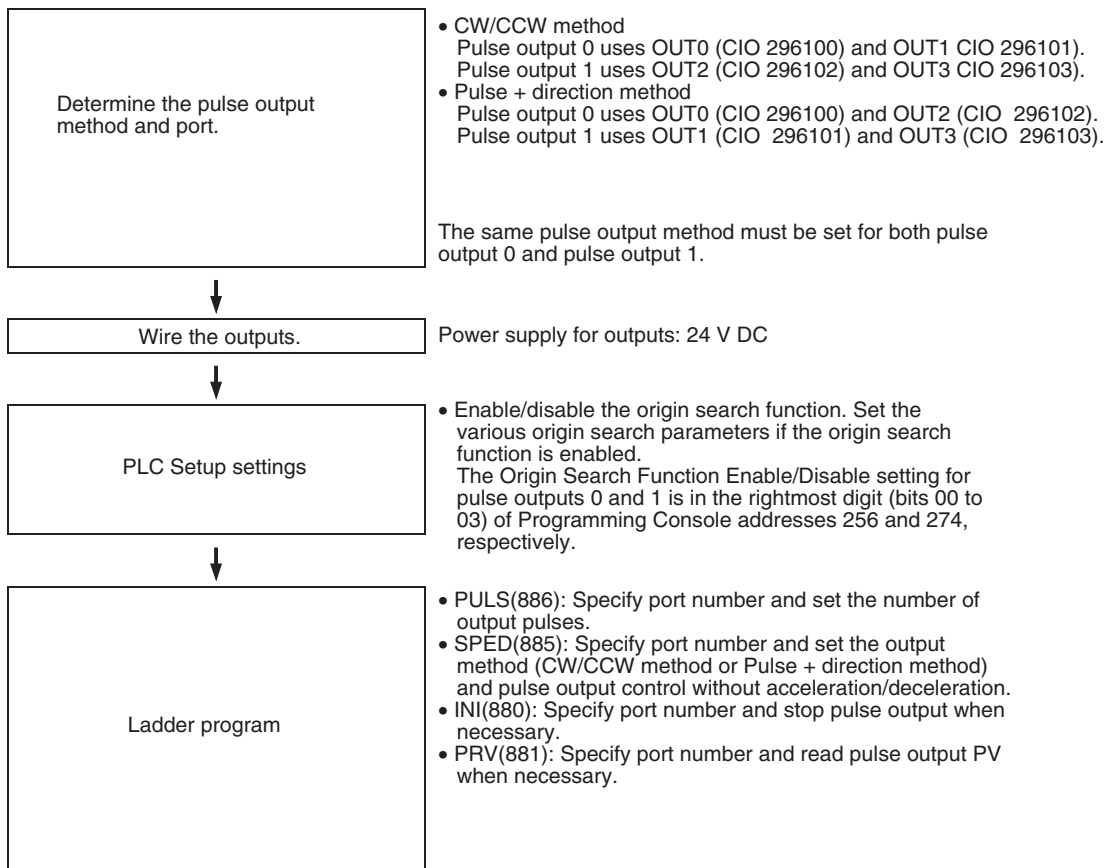 Determine the pulse output
method and port.
• CW/CCW method
Pulse output 0 uses OUT0 (CIO 296100) and OUT1 CIO 296101).
Pulse output 1 uses OUT2 (CIO 296102) and OUT3 CIO 296103).
• Pulse + direction method
Pulse output 0 uses OUT0 (CIO 296100) and OUT2 (CIO 296102).
Pulse output 1 uses OUT1 (CIO 296101) and OUT3 (CIO 296103).
The same pulse output method must be set for both pulse
output 0 and pulse output 1.
Wire the outputs.
Power supply for outputs: 24 V DC
PLC Setup settings
• Enable/disable the origin search function. Set the
various origin search parameters if the origin search
function is enabled.
The Origin Search Function Enable/Disable setting for
pulse outputs 0 and 1 is in the rightmost digit (bits 00 to
03) of Programming Console addresses 256 and 274,
respectively.
Ladder program
• PULS(886): Specify port number and set the number of
output pulses.
• SPED(885): Specify port number and set the output
method (CW/CCW method or Pulse + direction method)
and pulse output control without acceleration/deceleration.
• INI(880): Specify port number and stop pulse output when
necessary.
• PRV(881): Specify port number and read pulse output PV
when necessary.